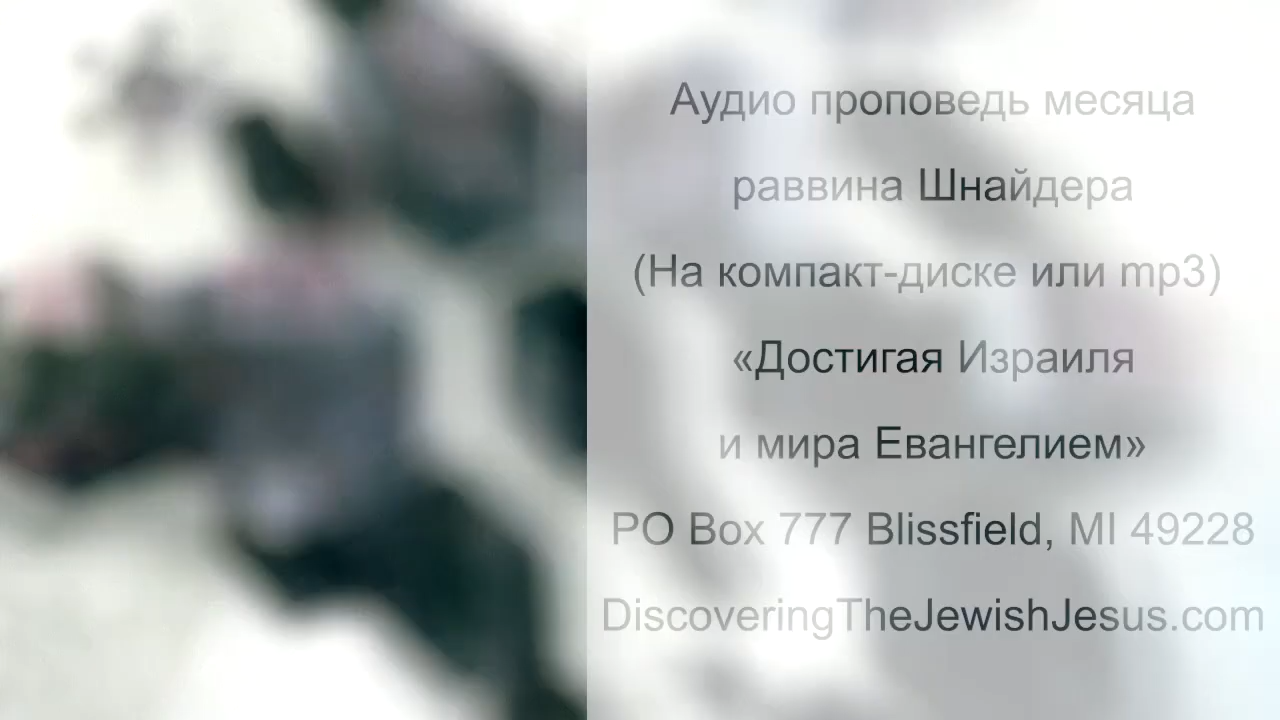 Аудио проповедь месяца
раввина Шнайдера
(На компакт-диске или mp3)
«Достигая Израиля
и мира Евангелием»
PO Box 777 Blissfield, MI 49228
DiscoveringTheJewishJesus.com